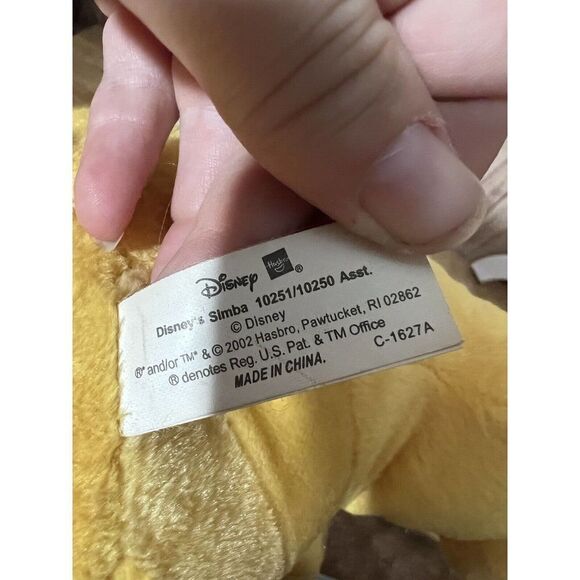 Disney Hasbro ®
Disney's Simba 10251/10250 Asst.
© Disney
®* and/or TM* & © 2002 Hasbro, Pawtucket, RI 02862
® denotes Reg. U.S. Pat. & TM Office
MADE IN CHINA. C-1627A